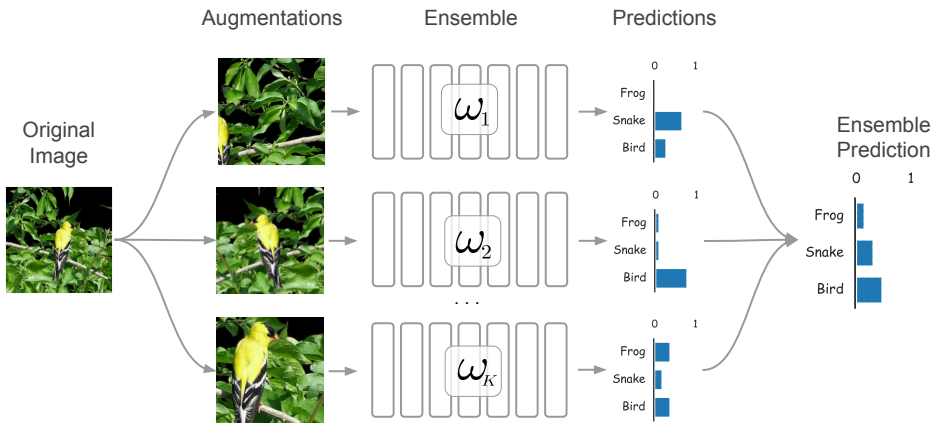 Augmentations
Ensemble
Predictions
Original
Image
ω1
0 1
Frog
Snake
Bird
ω2
0 1
Frog
Snake
Bird
...
ωK
0 1
Frog
Snake
Bird
Ensemble
Prediction
0 1
Frog
Snake
Bird